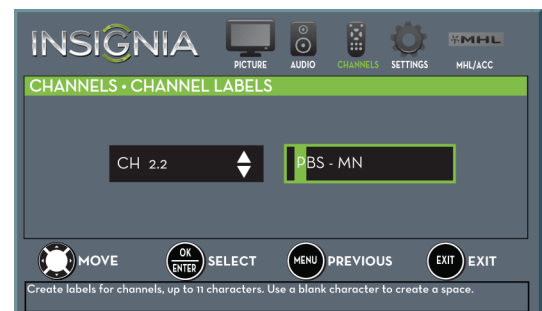 INSIGNIA
PICTURE AUDIO CHANNELS SETTINGS MHL/ACC
MHL
CHANNELS • CHANNEL LABELS
CH 2.2 PBS - MN
MOVE OK ENTER SELECT MENU PREVIOUS EXIT EXIT
Create labels for channels, up to 11 characters. Use a blank character to create a space.